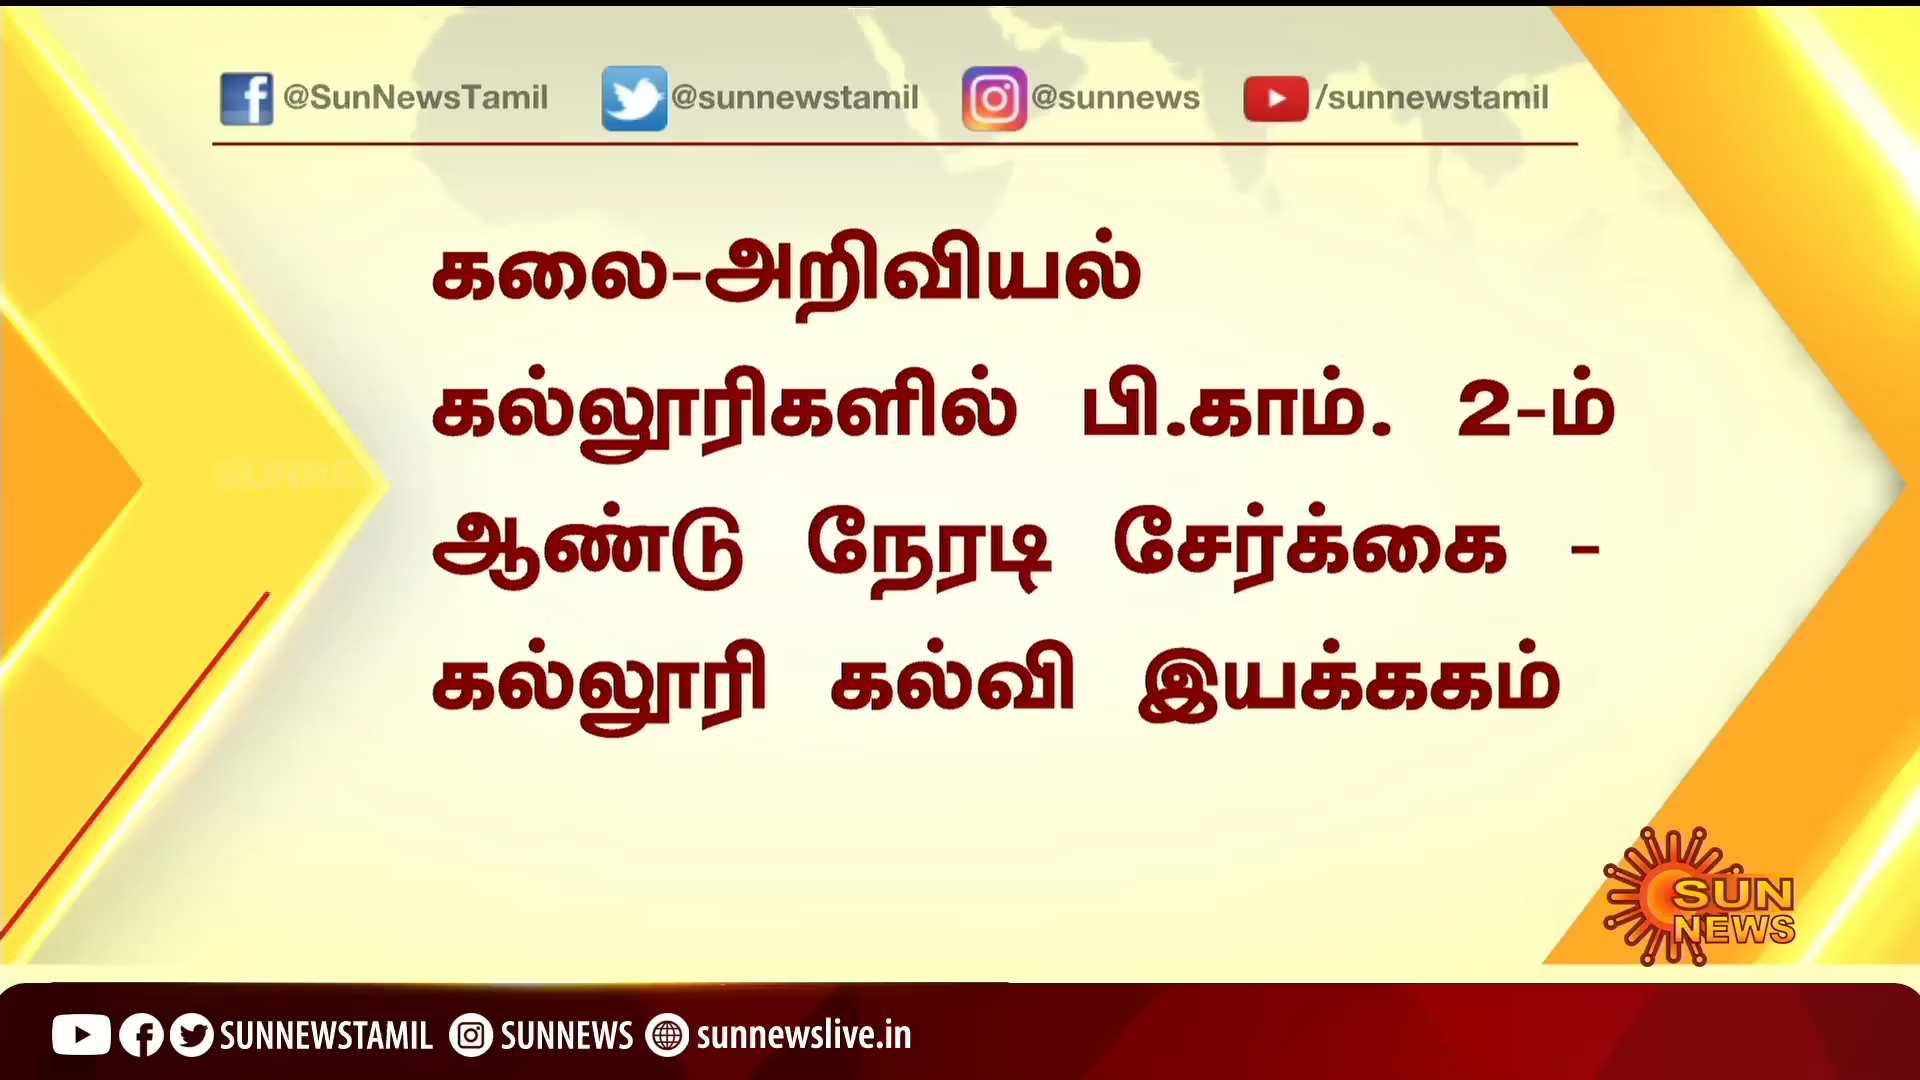 @SunNewsTamil @sunnewstamil @sunnews /sunnewstamil
கலை-அறிவியல்
கல்லூரிகளில் பி.காம். 2-ம்
ஆண்டு நேரடி சேர்க்கை -
கல்லூரி கல்வி இயக்ககம்
SUNNE
SUN
NEWS
SUNNEWSTAMIL SUNNEWS sunnewslive.in